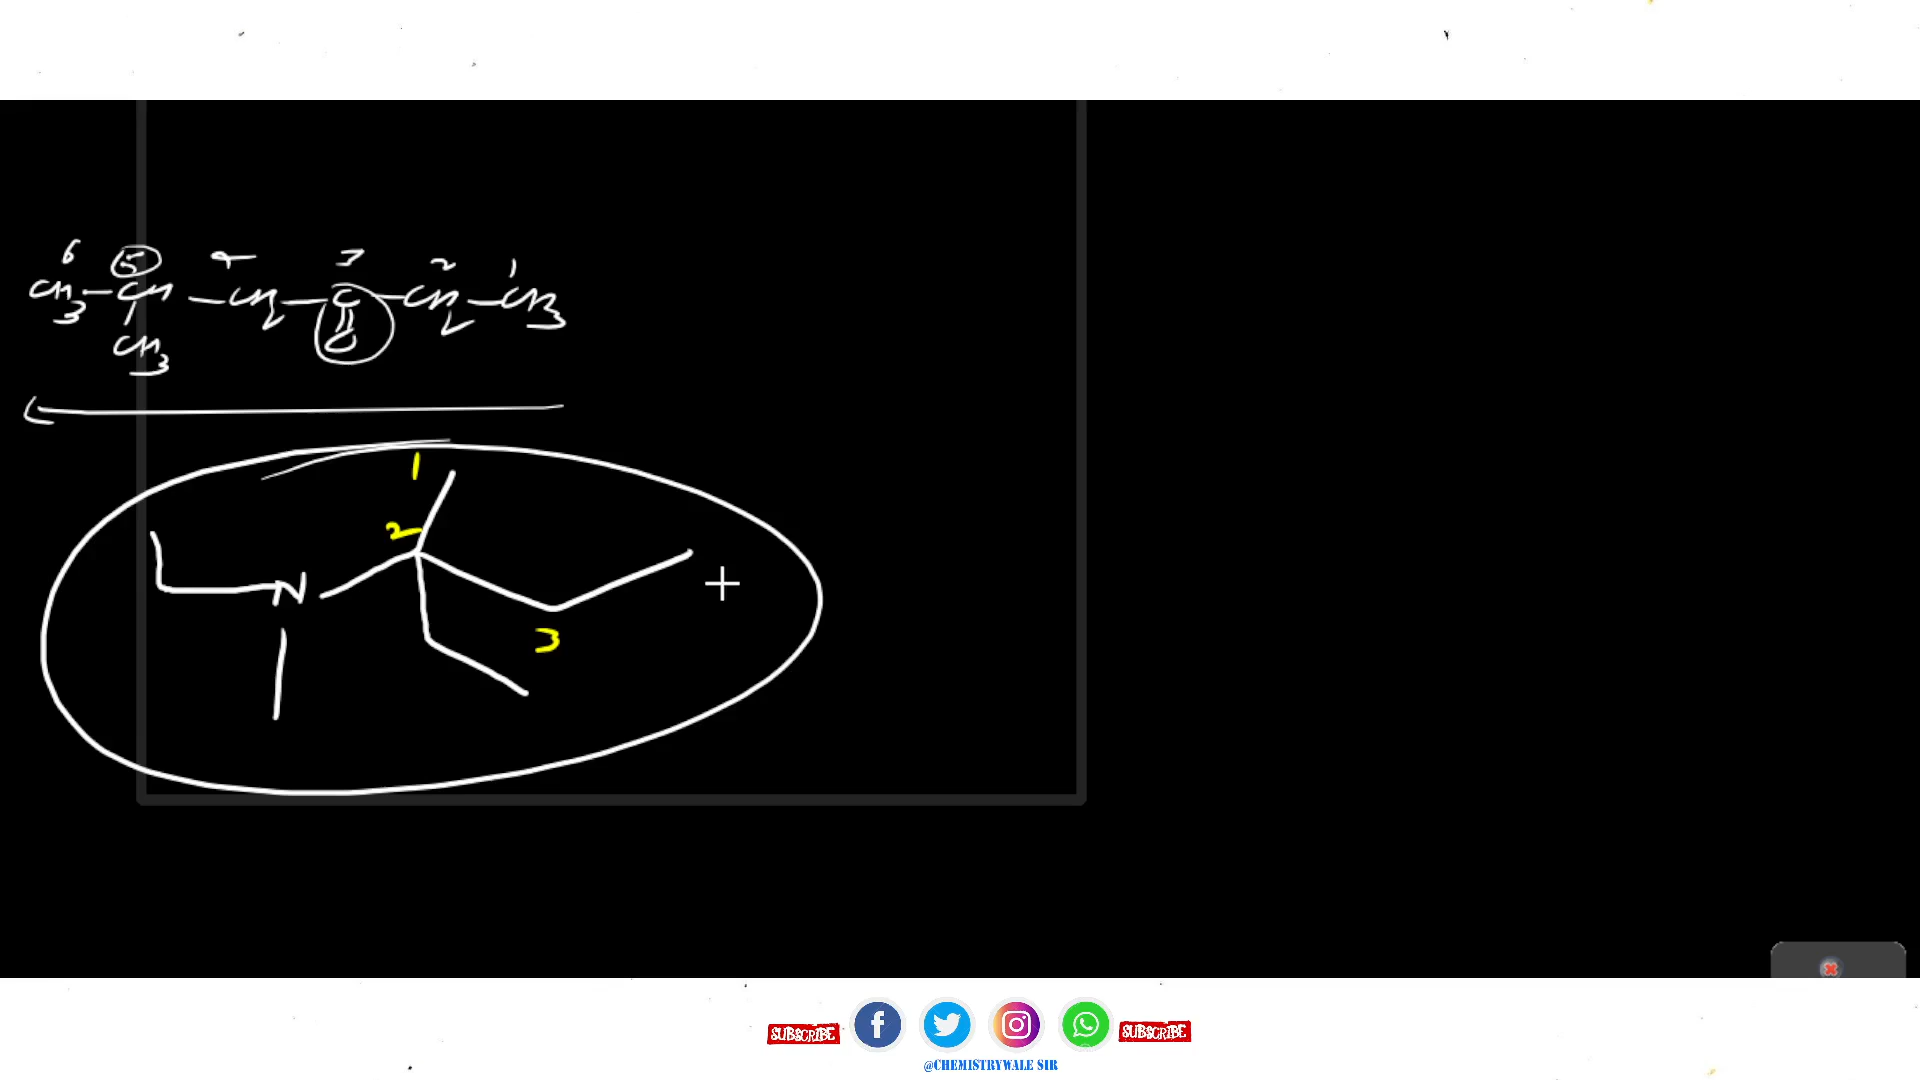 6 5 4 3 2 1
CH3-CH-CH2-C-CH2-CH3
CH3 O
1
2
N
3
SUBSCRIBE SUBSCRIBE
@CHEMISTRYWALE SIR